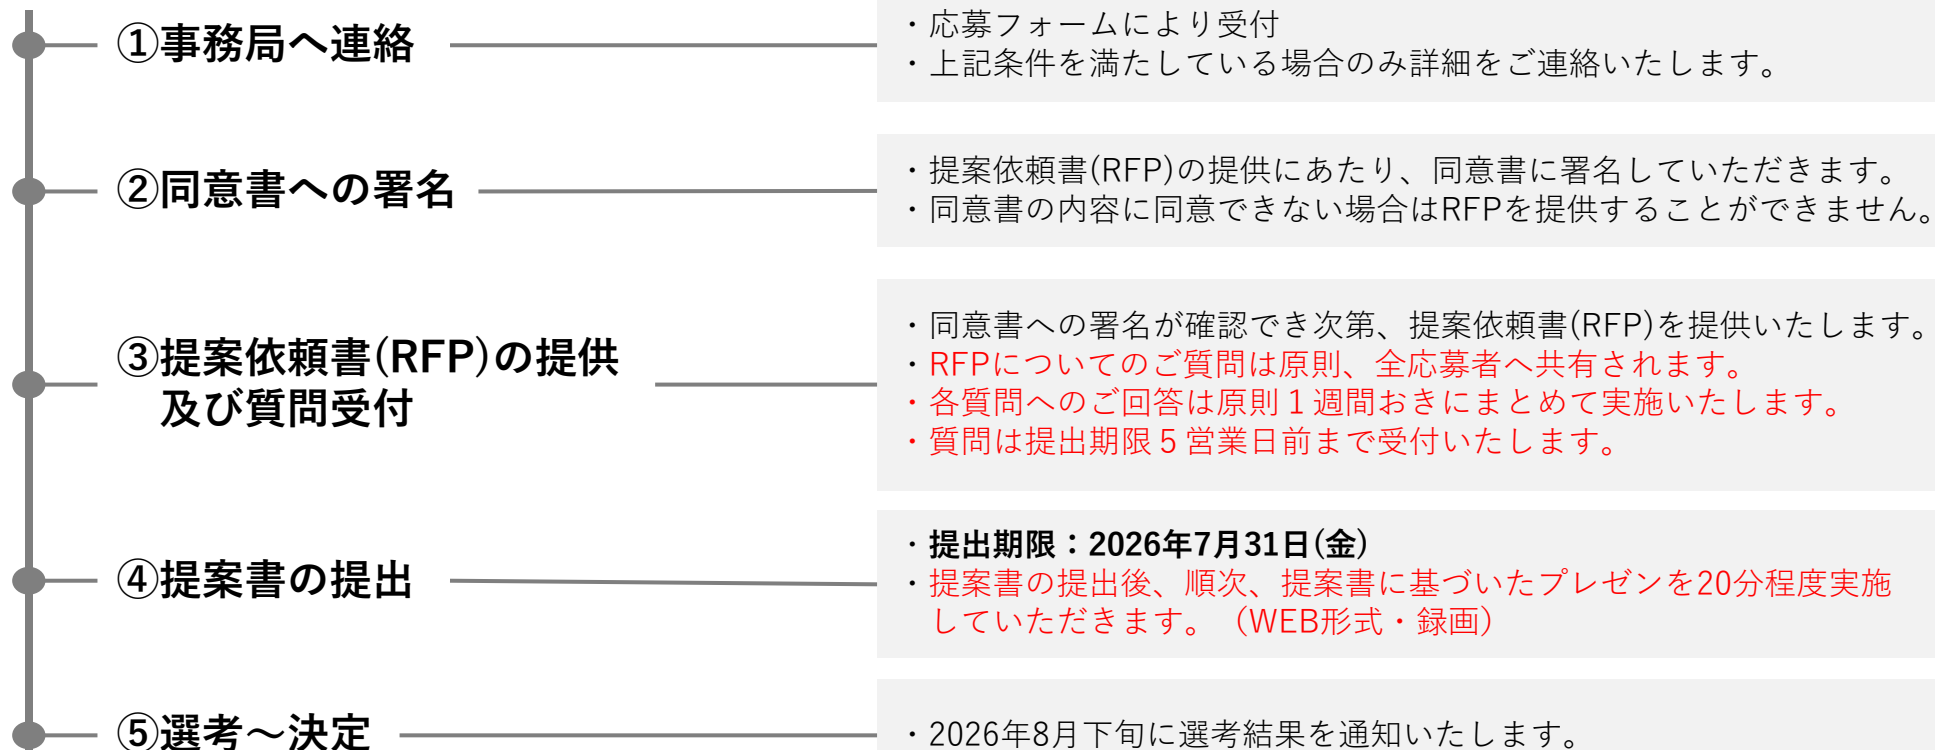 ①事務局へ連絡
・応募フォームにより受付
・上記条件を満たしている場合のみ詳細をご連絡いたします。
②同意書への署名
・提案依頼書(RFP)の提供にあたり、同意書に署名していただきます。
・同意書の内容に同意できない場合はRFPを提供することができません。
③提案依頼書(RFP)の提供
及び質問受付
・同意書への署名が確認でき次第、提案依頼書(RFP)を提供いたします。
・RFPについてのご質問は原則、全応募者へ共有されます。
・各質問へのご回答は原則１週間おきにまとめて実施いたします。
・質問は提出期限５営業日前まで受付いたします。
④提案書の提出
・提出期限：2026年7月31日(金)
・提案書の提出後、順次、提案書に基づいたプレゼンを20分程度実施
していただきます。（WEB形式・録画）
⑤選考～決定
・2026年8月下旬に選考結果を通知いたします。